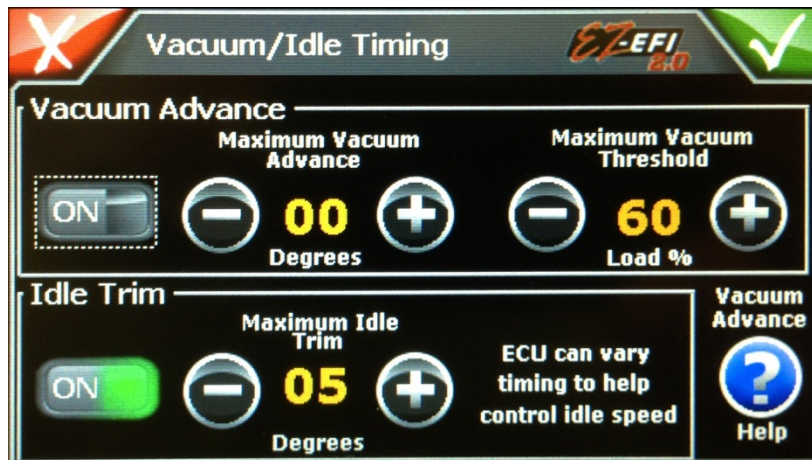 X
Vacuum/Idle Timing
EZ-EFI
2.0
Vacuum Advance
Maximum Vacuum
Advance
Maximum Vacuum
Threshold
ON
00
60
Degrees
Load %
Idle Trim
Maximum Idle
Trim
ON
05
Degrees
ECU can vary
timing to help
control idle speed
Vacuum
Advance
?
Help